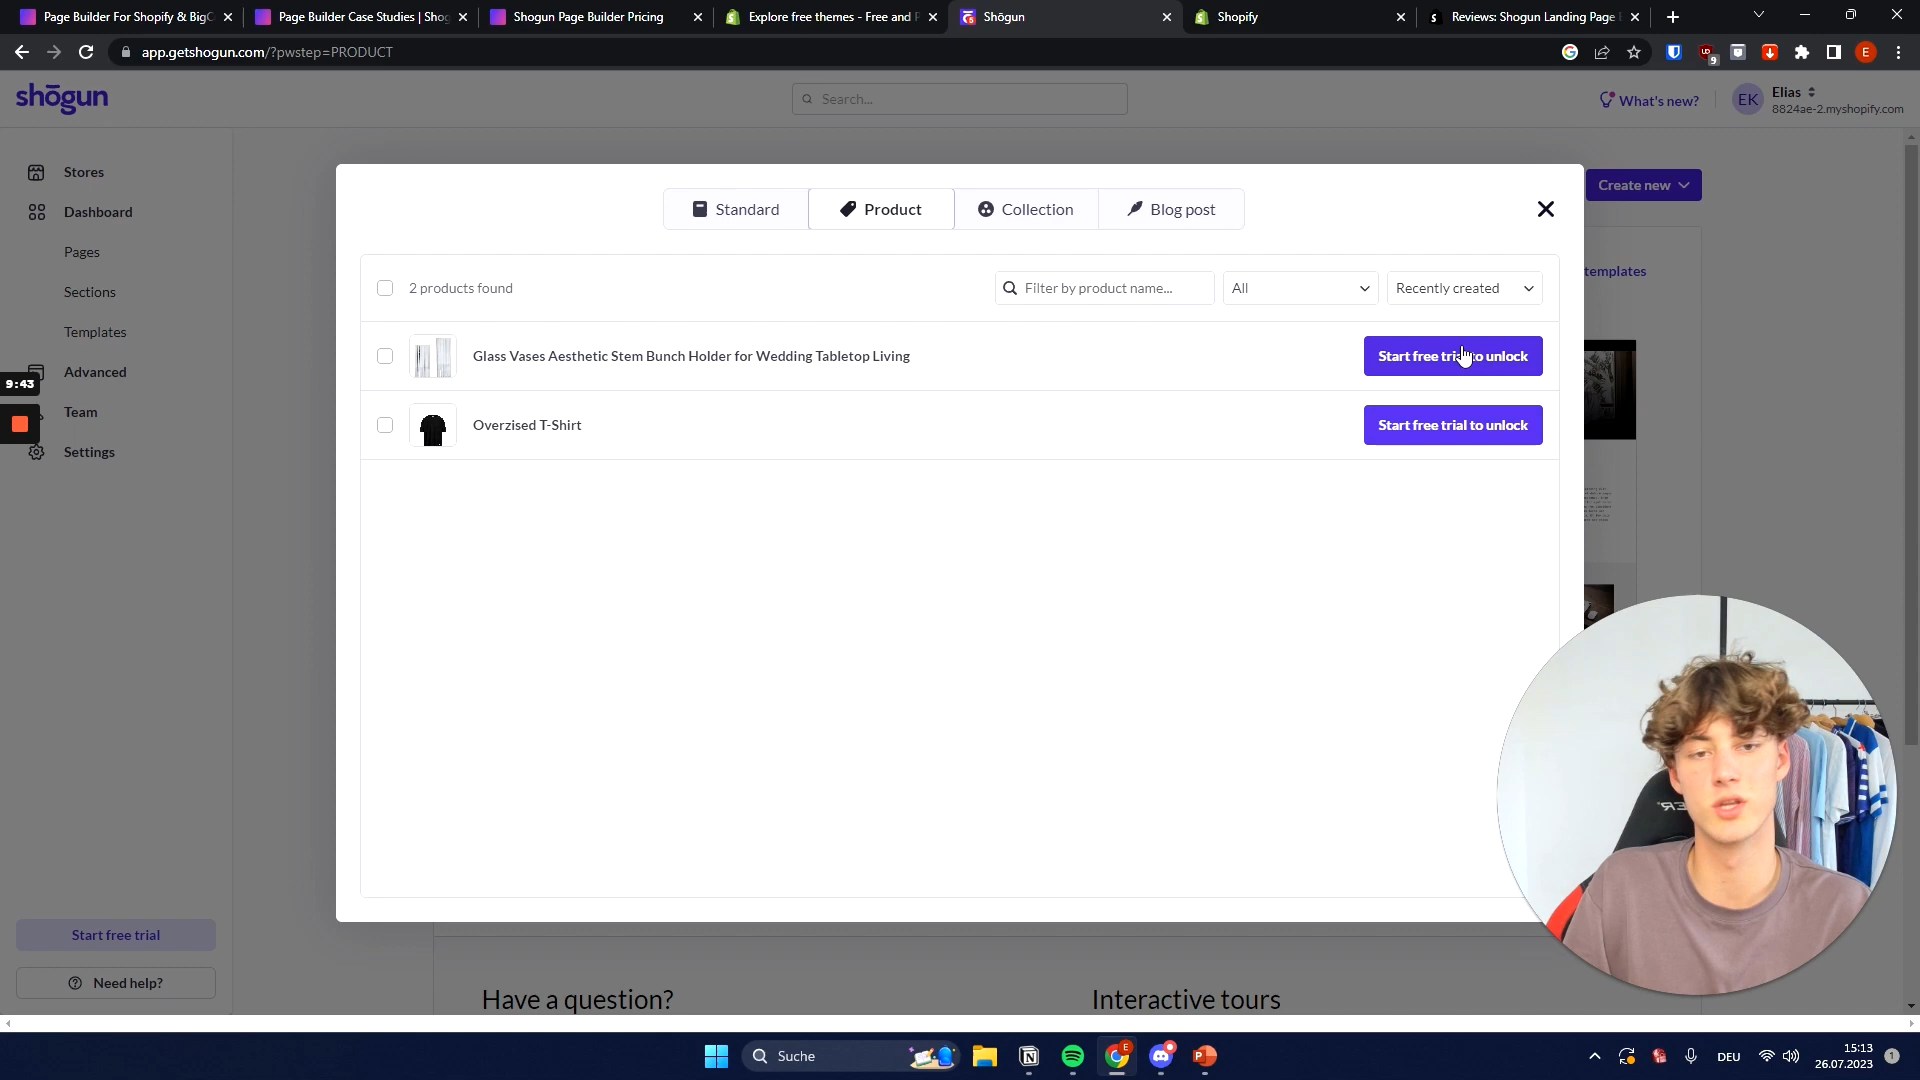 Page Builder For Shopify & BigC
Page Builder Case Studies | Shog
Shogun Page Builder Pricing
Explore free themes - Free and P
Shōgun
Shopify
Reviews: Shogun Landing Page
app.getshogun.com/?pwstep=PRODUCT
9
E
shōgun
Search...
What's new?
EK
Elias
8824ae-2.myshopify.com
Stores
Dashboard
Pages
Sections
Templates
Advanced
Team
Settings
9:43
Create new
templates
Standard
Product
Collection
Blog post
2 products found
Filter by product name...
All
Recently created
Glass Vases Aesthetic Stem Bunch Holder for Wedding Tabletop Living
Start free trial to unlock
Overzised T-Shirt
Start free trial to unlock
Start free trial
Need help?
Have a question?
Interactive tours
Suche
DEU
15:13
26.07.2023
1